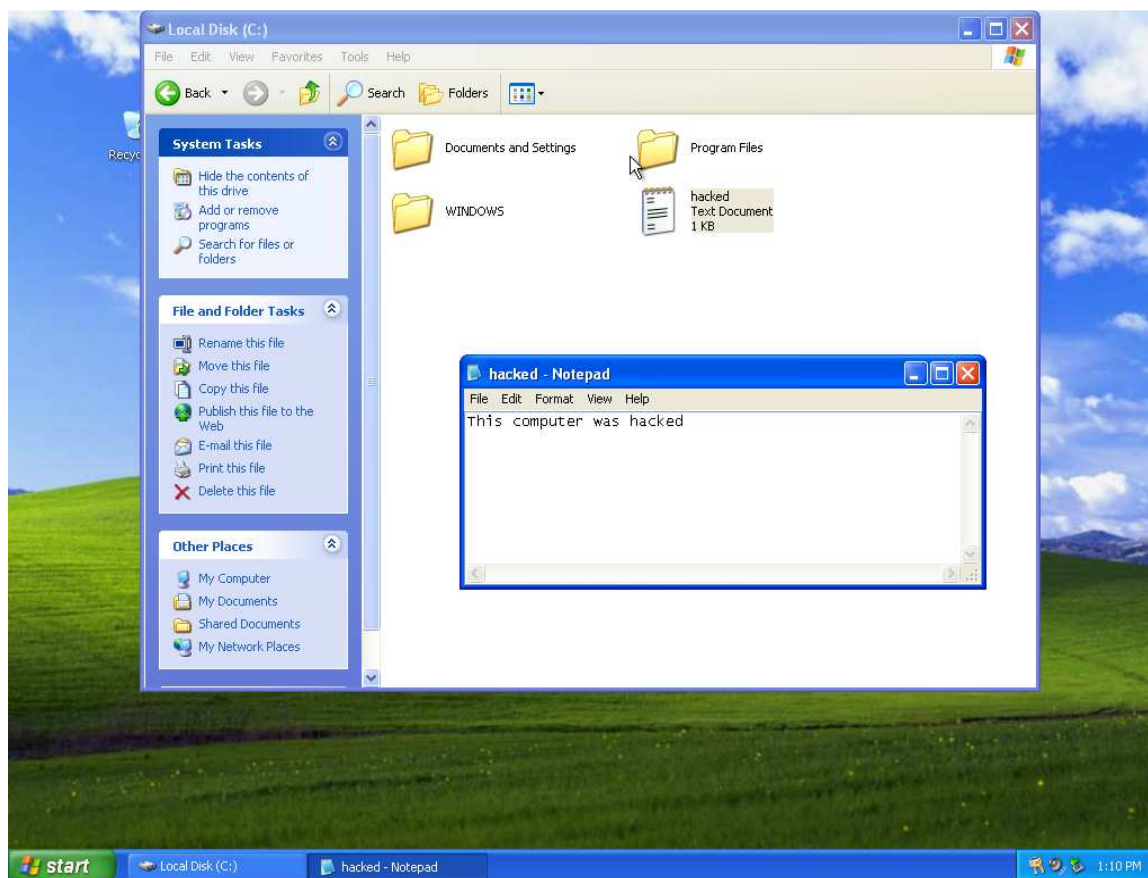 Local Disk (C:)
File Edit View Favorites Tools Help
Back Search Folders
Recyc
System Tasks
Hide the contents of
this drive
Add or remove
programs
Search for files or
folders
File and Folder Tasks
Rename this file
Move this file
Copy this file
Publish this file to the
Web
E-mail this file
Print this file
Delete this file
Other Places
My Computer
My Documents
Shared Documents
My Network Places
Documents and Settings
Program Files
WINDOWS
hacked
Text Document
1 KB
hacked - Notepad
File Edit Format View Help
This computer was hacked
start
Local Disk (C:)
hacked - Notepad
1:10 PM